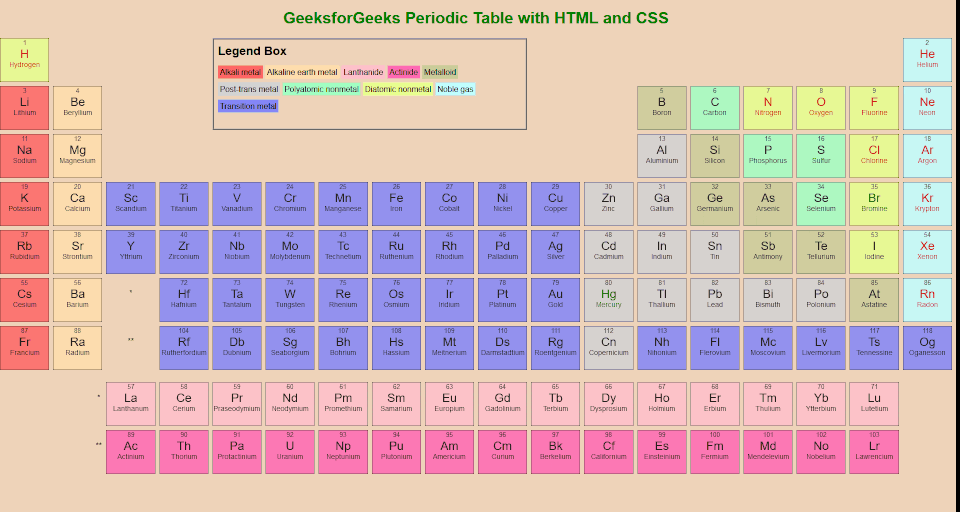 GeeksforGeeks Periodic Table with HTML and CSS
Legend Box
Alkali metal Alkaline earth metal Lanthanide Actinide Metalloid
Post-trans metal Polyatomic nonmetal Diatomic nonmetal Noble gas
Transition metal
1 2
H He
Hydrogen Helium
3 4 5 6 7 8 9 10
Li Be B C N O F Ne
Lithium Beryllium Boron Carbon Nitrogen Oxygen Fluorine Neon
11 12 13 14 15 16 17 18
Na Mg Al Si P S Cl Ar
Sodium Magnesium Aluminium Silicon Phosphorus Sulfur Chlorine Argon
19 20 21 22 23 24 25 26 27 28 29 30 31 32 33 34 35 36
K Ca Sc Ti V Cr Mn Fe Co Ni Cu Zn Ga Ge As Se Br Kr
Potassium Calcium Scandium Titanium Vanadium Chromium Manganese Iron Cobalt Nickel Copper Zinc Gallium Germanium Arsenic Selenium Bromine Krypton
37 38 39 40 41 42 43 44 45 46 47 48 49 50 51 52 53 54
Rb Sr Y Zr Nb Mo Tc Ru Rh Pd Ag Cd In Sn Sb Te I Xe
Rubidium Strontium Yttrium Zirconium Niobium Molybdenum Technetium Ruthenium Rhodium Palladium Silver Cadmium Indium Tin Antimony Tellurium Iodine Xenon
55 56 72 73 74 75 76 77 78 79 80 81 82 83 84 85 86
Cs Ba * Hf Ta W Re Os Ir Pt Au Hg Tl Pb Bi Po At Rn
Cesium Barium Hafnium Tantalum Tungsten Rhenium Osmium Iridium Platinum Gold Mercury Thallium Lead Bismuth Polonium Astatine Radon
87 88 104 105 106 107 108 109 110 111 112 113 114 115 116 117 118
Fr Ra ** Rf Db Sg Bh Hs Mt Ds Rg Cn Nh Fl Mc Lv Ts Og
Francium Radium Rutherfordium Dubnium Seaborgium Bohrium Hassium Meitnerium Darmstadtium Roentgenium Copernicium Nihonium Flerovium Moscovium Livermorium Tennessine Oganesson
57 58 59 60 61 62 63 64 65 66 67 68 69 70 71
* La Ce Pr Nd Pm Sm Eu Gd Tb Dy Ho Er Tm Yb Lu
Lanthanum Cerium Praseodymium Neodymium Promethium Samarium Europium Gadolinium Terbium Dysprosium Holmium Erbium Thulium Ytterbium Lutetium
89 90 91 92 93 94 95 96 97 98 99 100 101 102 103
** Ac Th Pa U Np Pu Am Cm Bk Cf Es Fm Md No Lr
Actinium Thorium Protactinium Uranium Neptunium Plutonium Americium Curium Berkelium Californium Einsteinium Fermium Mendelevium Nobelium Lawrencium